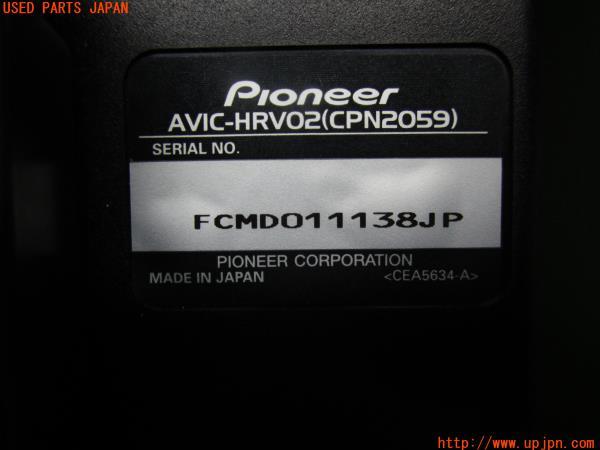 USED PARTS JAPAN
Pioneer
AVIC-HRV02(CPN2059)
SERIAL NO.
FCMD011138JP
PIONEER CORPORATION
MADE IN JAPAN <CEA5634-A>
http://www.upjpn.com/